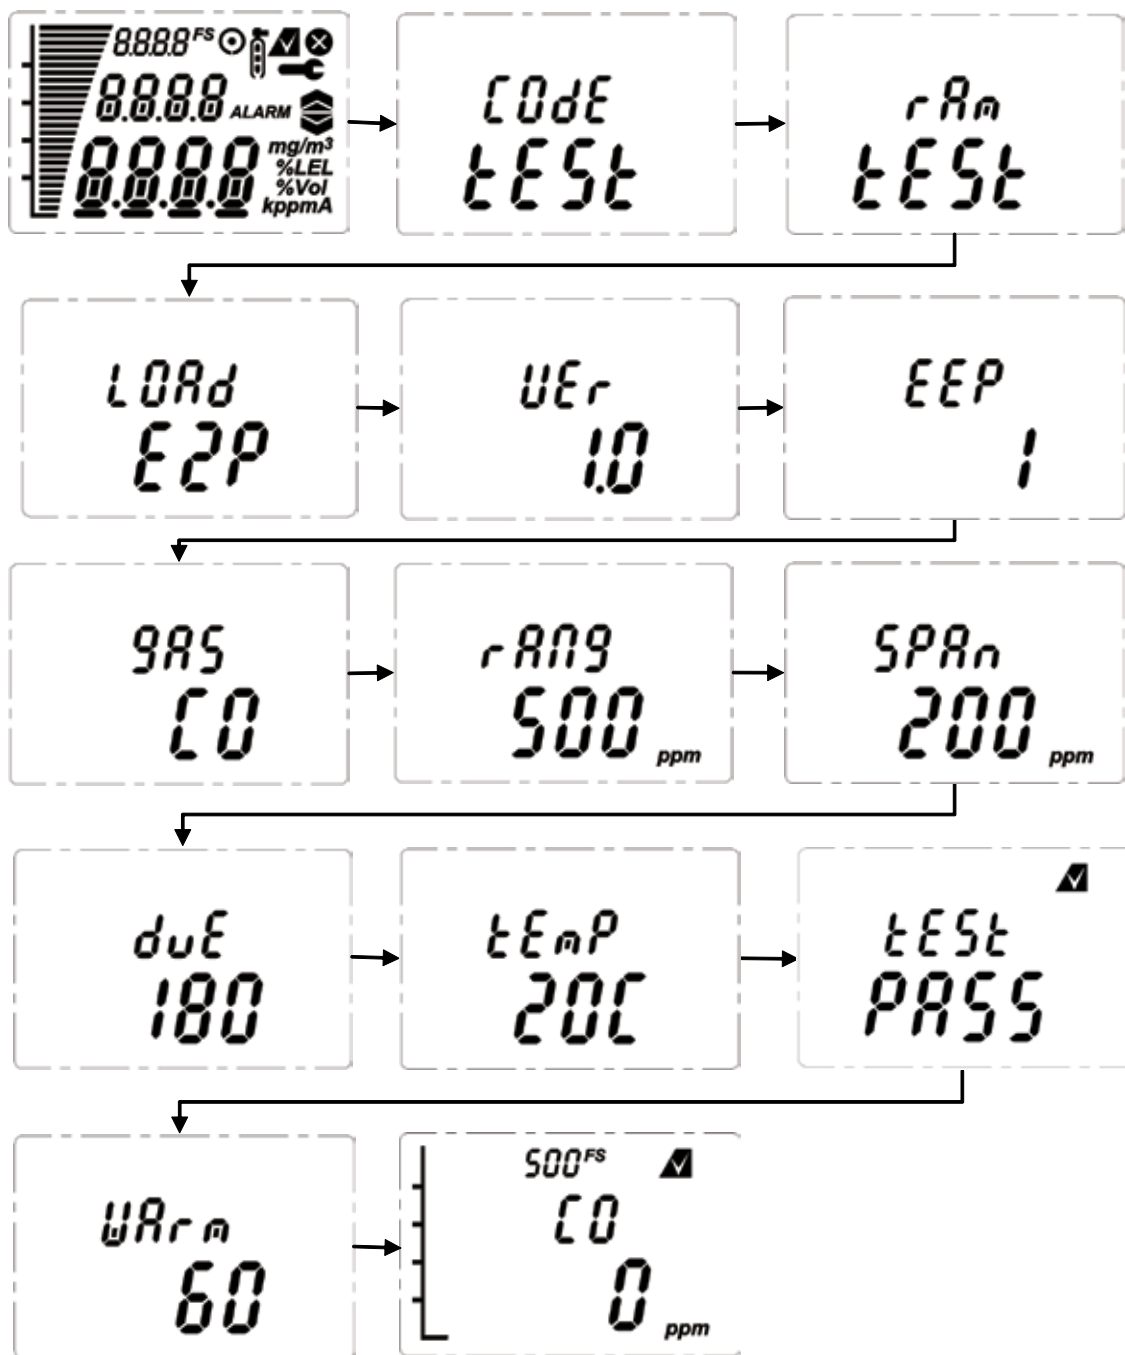 8.8.8.8 FS
8.8.8.8 ALARM
8.8.8.8 mg/m³
%LEL
%Vol
kppmA
COdE
tESt
rAm
tESt
LOAd
E2P
VEr
1.0
EEP
1
gAS
CO
rANg
500 ppm
SPAn
200 ppm
duE
180
tEmP
20C
tESt
PASS
WArm
60
500 FS
CO
0 ppm